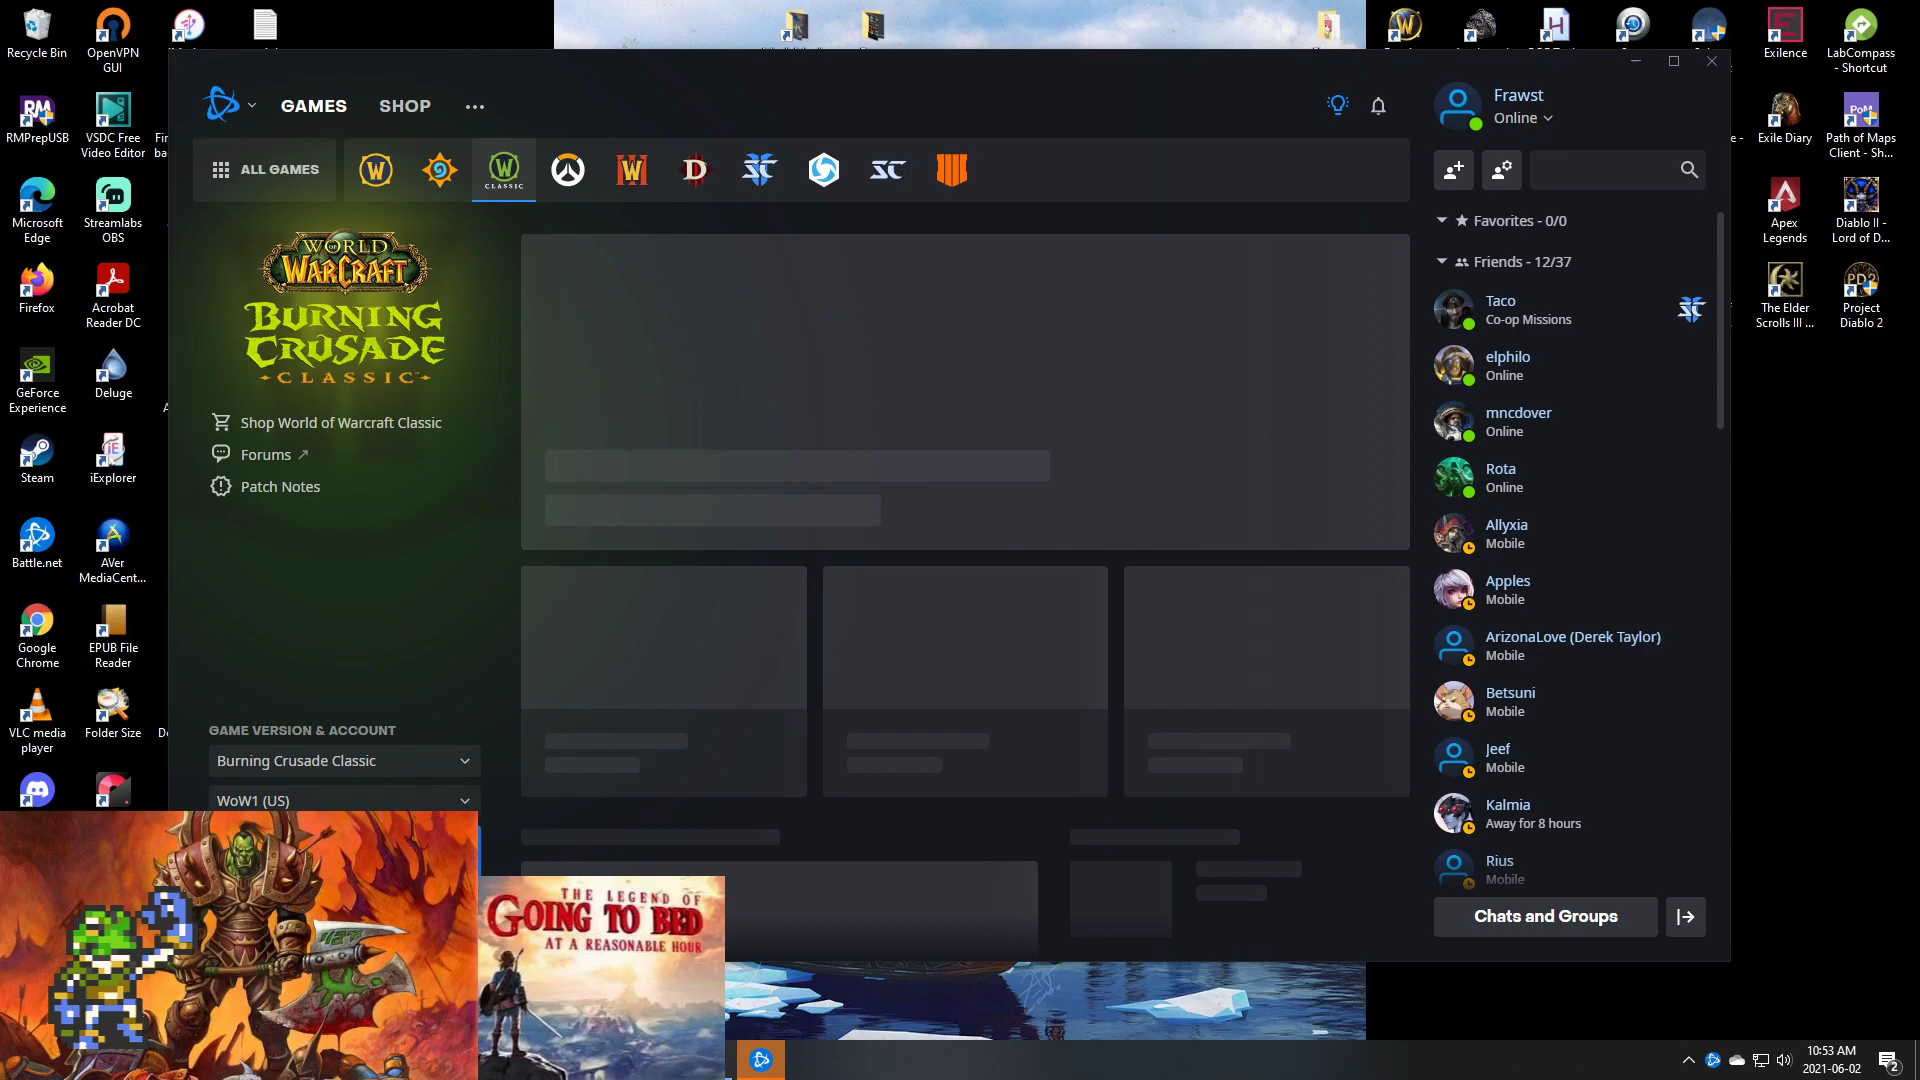 Recycle Bin
OpenVPN
GUI
RMPrepUSB
VSDC Free
Video Editor
Microsoft
Edge
Streamlabs
OBS
Firefox
Acrobat
Reader DC
GeForce
Experience
Deluge
Steam
iExplorer
Battle.net
AVer
MediaCent...
Google
Chrome
EPUB File
Reader
VLC media
player
Folder Size
GAMES
SHOP
ALL GAMES
CLASSIC
WORLD
OF
WARCRAFT
BURNING
CRUSADE
CLASSIC
Shop World of Warcraft Classic
Forums
Patch Notes
GAME VERSION & ACCOUNT
Burning Crusade Classic
WoW1 (US)
THE LEGEND OF
GOING TO BED
AT A REASONABLE HOUR
Frawst
Online
Favorites - 0/0
Friends - 12/37
Taco
Co-op Missions
elphilo
Online
mncdover
Online
Rota
Online
Allyxia
Mobile
Apples
Mobile
ArizonaLove (Derek Taylor)
Mobile
Betsuni
Mobile
Jeef
Mobile
Kalmia
Away for 8 hours
Rius
Mobile
Chats and Groups
Exilence
LabCompass
- Shortcut
Exile Diary
Path of Maps
Client - Sh...
Apex
Legends
Diablo II -
Lord of D...
The Elder
Scrolls III ...
Project
Diablo 2
10:53 AM
2021-06-02
2